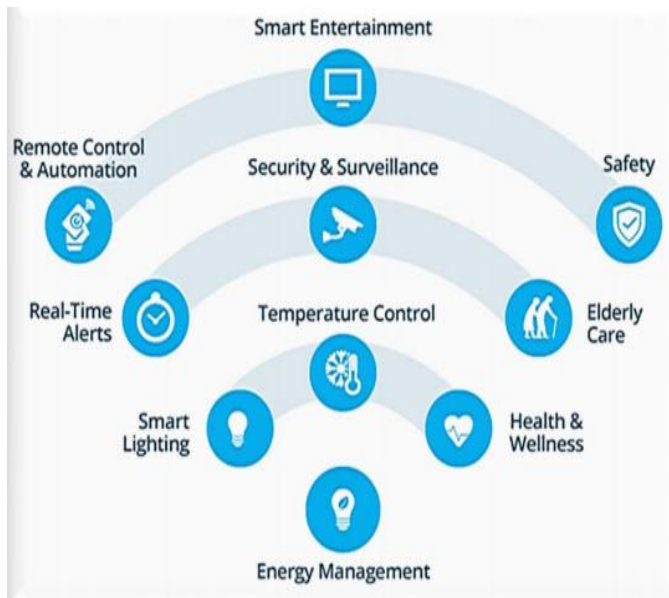 Smart Entertainment
Remote Control
& Automation
Security & Surveillance
Safety
Real-Time
Alerts
Temperature Control
Elderly
Care
Smart
Lighting
Health &
Wellness
Energy Management